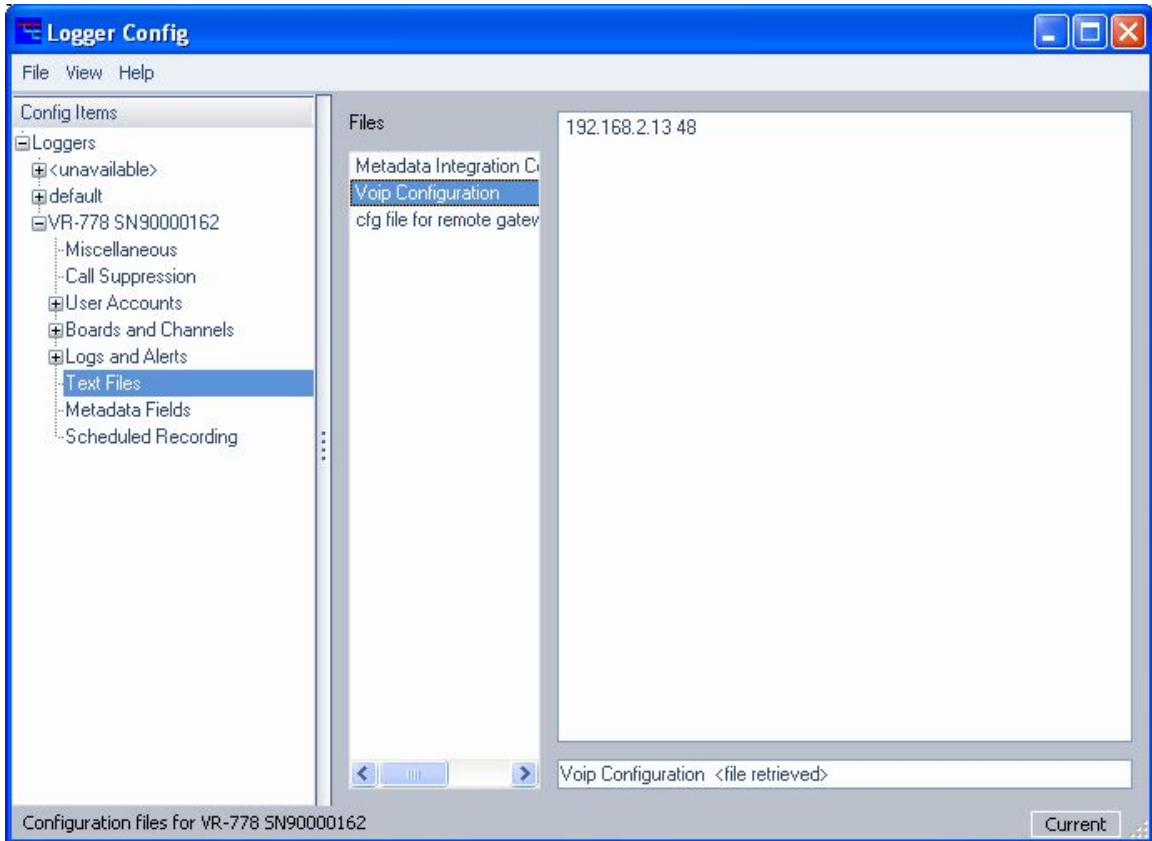 Logger Config
File View Help
Config Items
Loggers
<unavailable>
default
VR-778 SN90000162
Miscellaneous
Call Suppression
User Accounts
Boards and Channels
Logs and Alerts
Text Files
Metadata Fields
Scheduled Recording
Files
Metadata Integration
Voip Configuration
cfg file for remote
192.168.2.13 48
Voip Configuration <file retrieved>
Configuration files for VR-778 SN90000162
Current